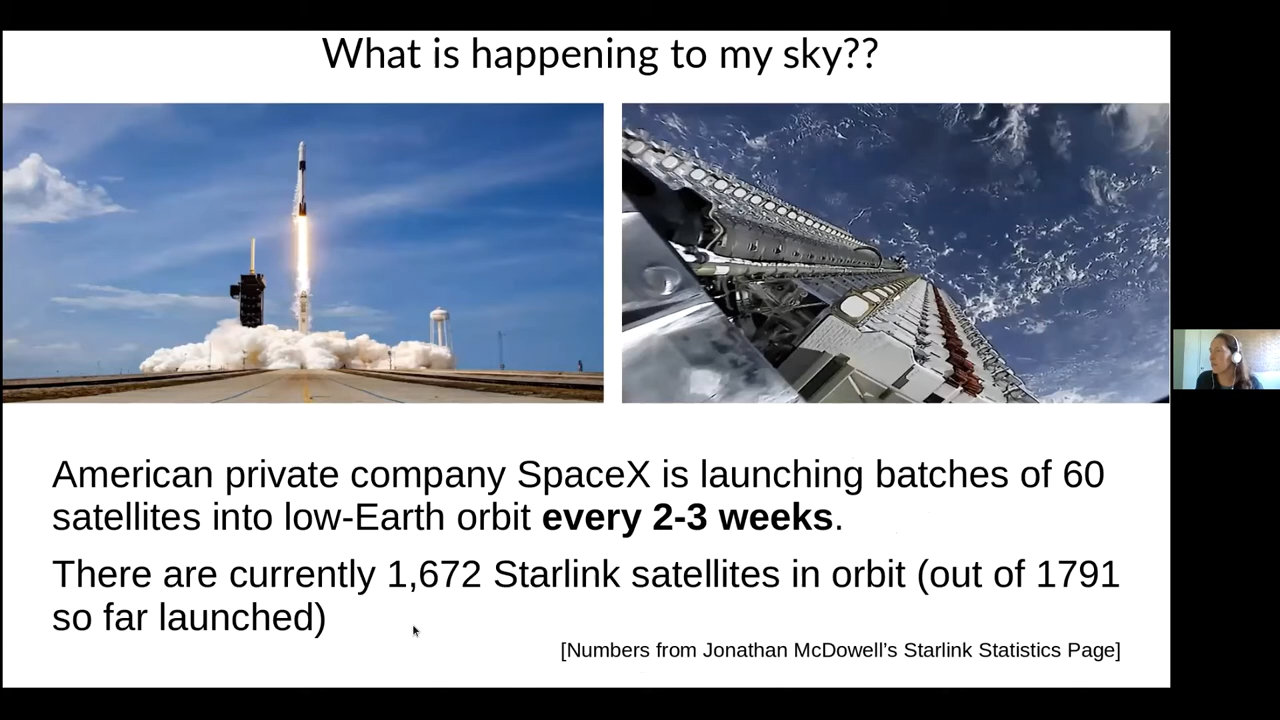 What is happening to my sky??
American private company SpaceX is launching batches of 60
satellites into low-Earth orbit every 2-3 weeks.
There are currently 1,672 Starlink satellites in orbit (out of 1791
so far launched)
[Numbers from Jonathan McDowell's Starlink Statistics Page]